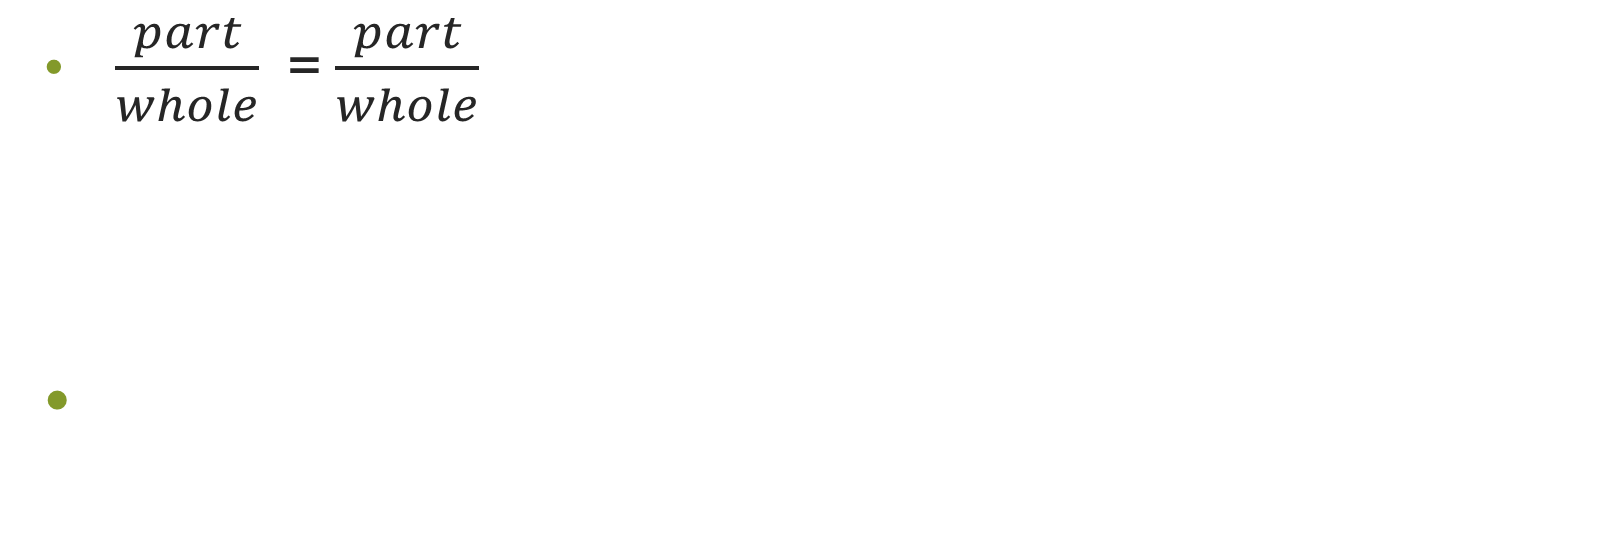 • part/whole = part/whole
•